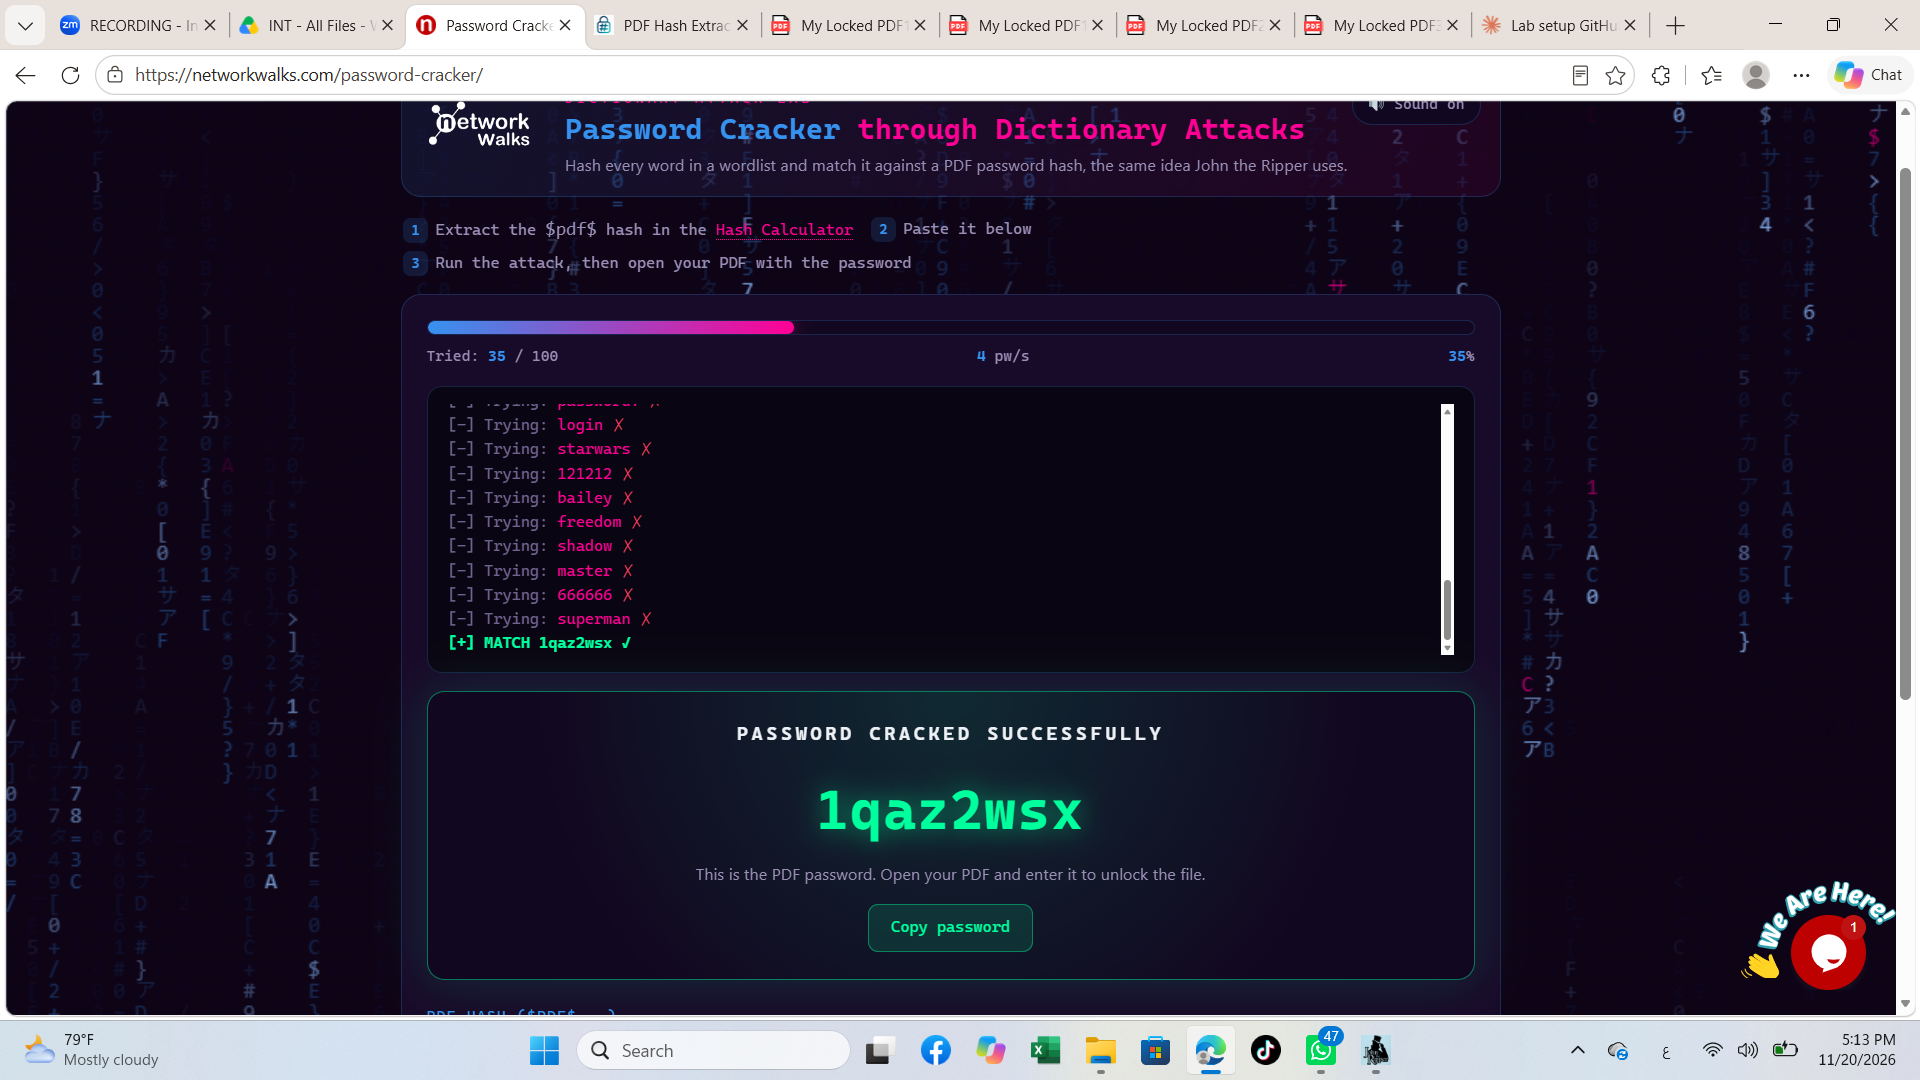 RECORDING - In
INT - All Files - W
Password Cracke
PDF Hash Extrac
My Locked PDF1
My Locked PDF1
My Locked PDF2
My Locked PDF3
Lab setup GitHu
https://networkwalks.com/password-cracker/
Chat
network
Walks
Sound on
Password Cracker through Dictionary Attacks
Hash every word in a wordlist and match it against a PDF password hash, the same idea John the Ripper uses.
1 Extract the $pdf$ hash in the Hash Calculator 2 Paste it below
3 Run the attack, then open your PDF with the password
Tried: 35 / 100
4 pw/s
35%
[-] Trying: login ✗
[-] Trying: starwars ✗
[-] Trying: 121212 ✗
[-] Trying: bailey ✗
[-] Trying: freedom ✗
[-] Trying: shadow ✗
[-] Trying: master ✗
[-] Trying: 666666 ✗
[-] Trying: superman ✗
[+] MATCH 1qaz2wsx ✓
PASSWORD CRACKED SUCCESSFULLY
1qaz2wsx
This is the PDF password. Open your PDF and enter it to unlock the file.
Copy password
We Are Here!
1
79°F
Mostly cloudy
Search
47
ع
5:13 PM
11/20/2026